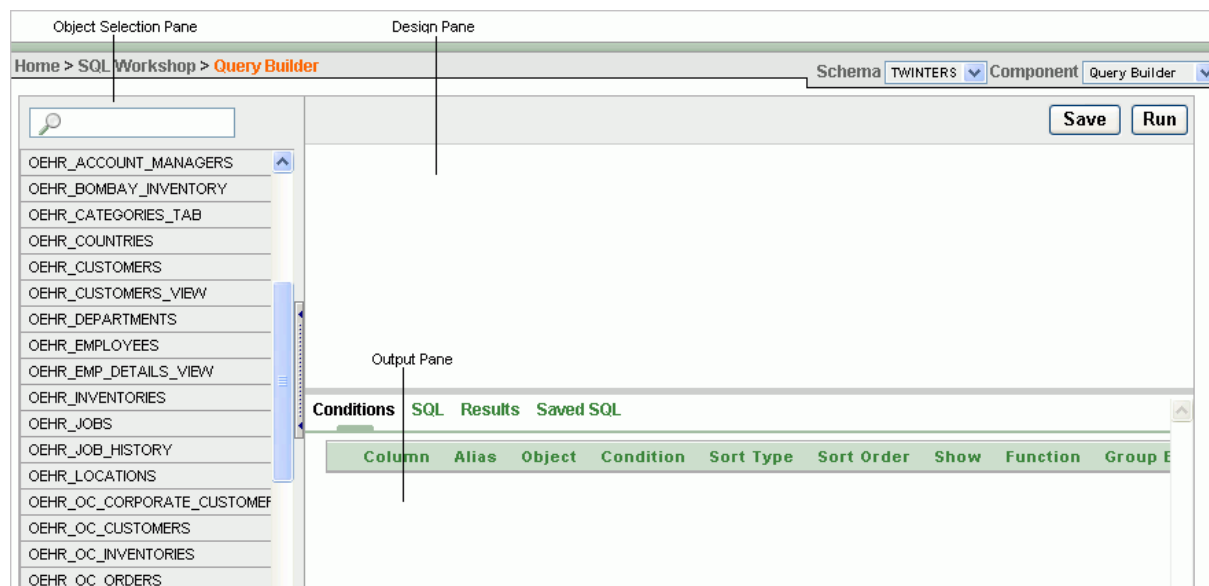 Object Selection Pane
Design Pane
Home > SQL Workshop > Query Builder
Schema TWINTERS Component Query Builder
Save Run
OEHR_ACCOUNT_MANAGERS
OEHR_BOMBAY_INVENTORY
OEHR_CATEGORIES_TAB
OEHR_COUNTRIES
OEHR_CUSTOMERS
OEHR_CUSTOMERS_VIEW
OEHR_DEPARTMENTS
OEHR_EMPLOYEES
OEHR_EMP_DETAILS_VIEW
OEHR_INVENTORIES
OEHR_JOBS
OEHR_JOB_HISTORY
OEHR_LOCATIONS
OEHR_OC_CORPORATE_CUSTOMER
OEHR_OC_CUSTOMERS
OEHR_OC_INVENTORIES
OEHR_OC_ORDERS
Output Pane
Conditions SQL Results Saved SQL
Column Alias Object Condition Sort Type Sort Order Show Function Group B